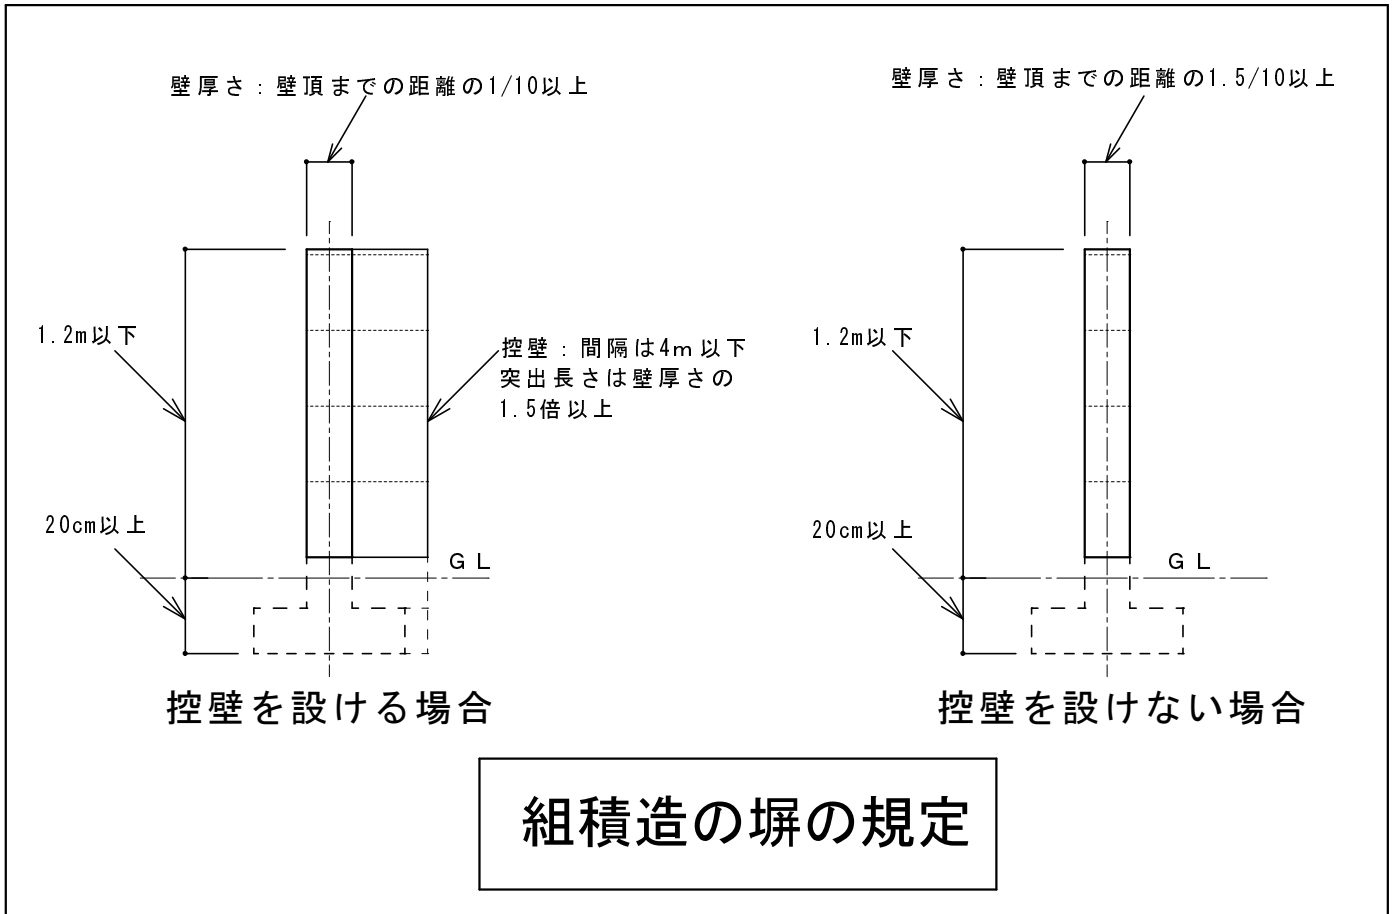 壁厚さ：壁頂までの距離の1/10以上
1.2m以下
控壁：間隔は4m以下
突出長さは壁厚さの
1.5倍以上
20cm以上
GL
控壁を設ける場合
壁厚さ：壁頂までの距離の1.5/10以上
1.2m以下
20cm以上
GL
控壁を設けない場合
組積造の塀の規定